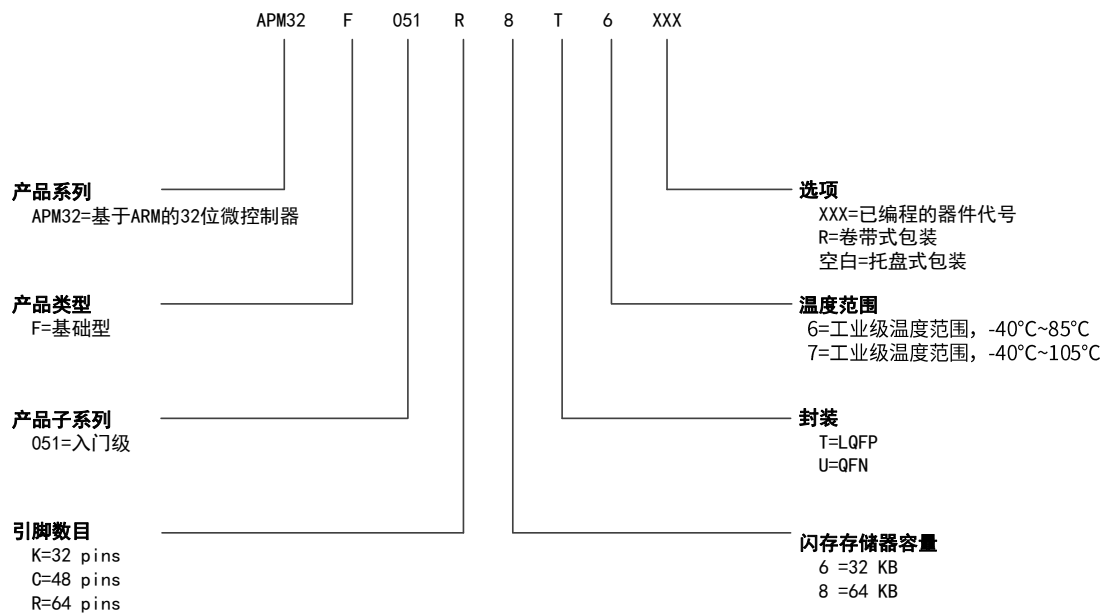 APM32 F 051 R 8 T 6 XXX
产品系列
APM32=基于ARM的32位微控制器
产品类型
F=基础型
产品子系列
051=入门级
引脚数目
K=32 pins
C=48 pins
R=64 pins
选项
XXX=已编程的器件代号
R=卷带式包装
空白=托盘式包装
温度范围
6=工业级温度范围，-40℃~85℃
7=工业级温度范围，-40℃~105℃
封装
T=LQFP
U=QFN
闪存存储器容量
6 =32 KB
8 =64 KB